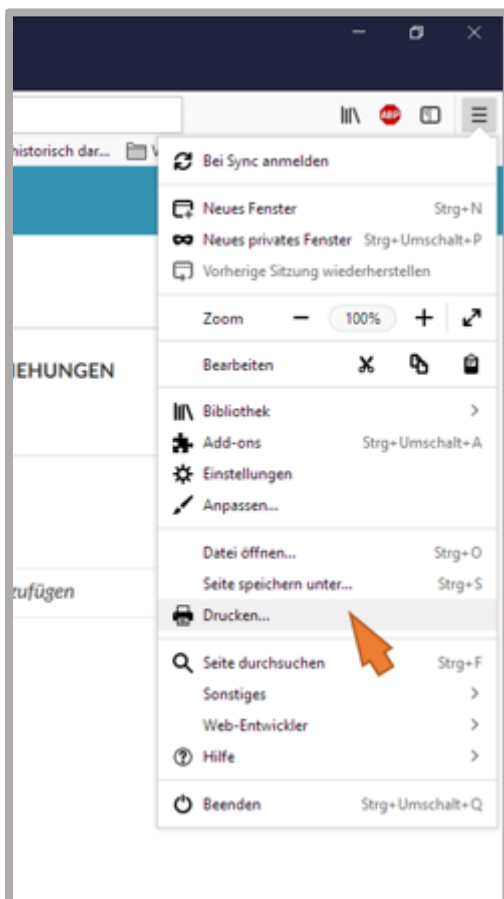 ABP
historisch dar...
Bei Sync anmelden
Neues Fenster Strg+N
Neues privates Fenster Strg+Umschalt+P
Vorherige Sitzung wiederherstellen
Zoom 100%
IEHUNGEN
Bearbeiten
Bibliothek
Add-ons Strg+Umschalt+A
Einstellungen
Anpassen...
Datei öffnen... Strg+O
zufügen
Seite speichern unter... Strg+S
Drucken...
Seite durchsuchen Strg+F
Sonstiges
Web-Entwickler
Hilfe
Beenden Strg+Umschalt+Q